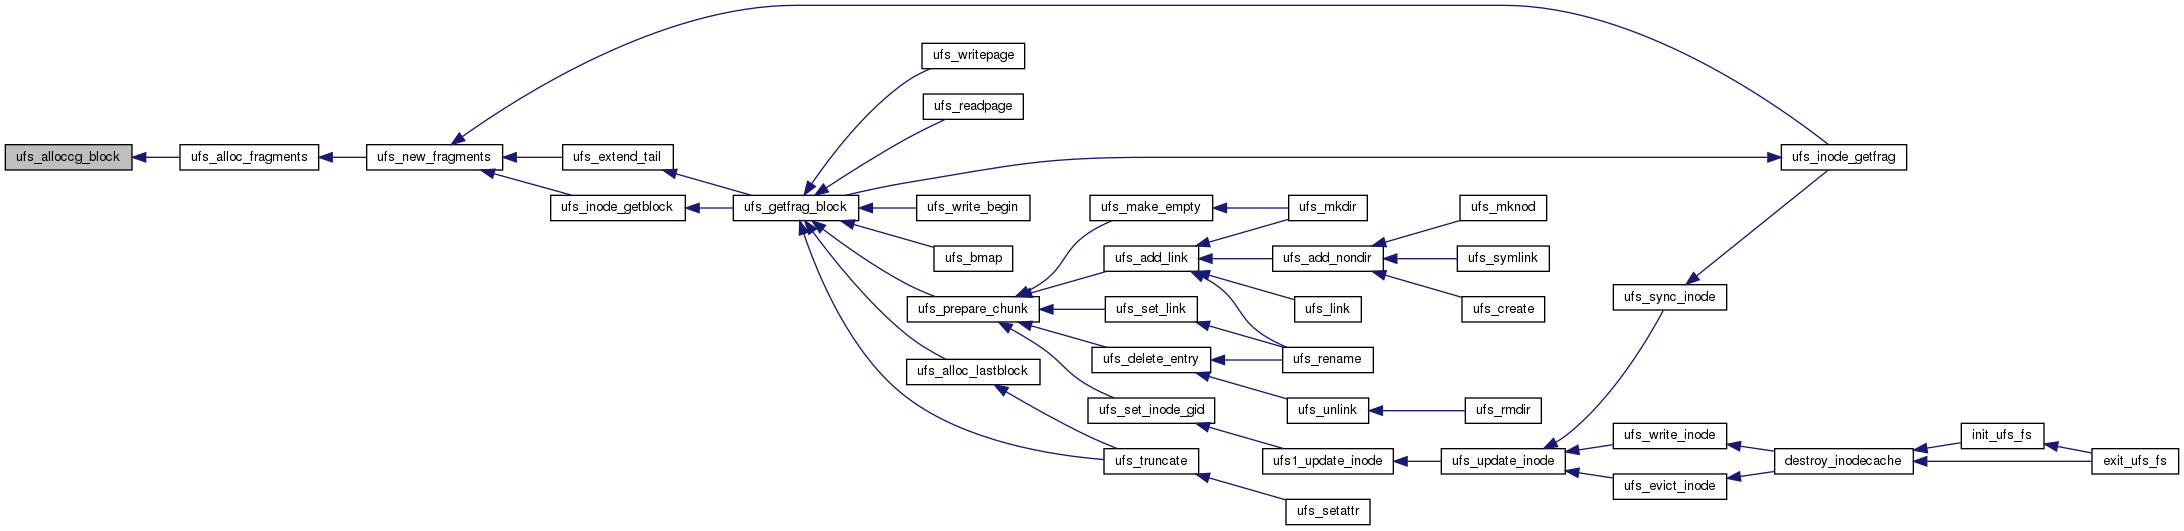 ufs_writepage
ufs_readpage
ufs_alloccg_block
ufs_alloc_fragments
ufs_new_fragments
ufs_extend_tail
ufs_inode_getfrag
ufs_inode_getblock
ufs_getfrag_block
ufs_write_begin
ufs_make_empty
ufs_mkdir
ufs_mknod
ufs_bmap
ufs_add_link
ufs_add_nondir
ufs_symlink
ufs_prepare_chunk
ufs_set_link
ufs_link
ufs_create
ufs_sync_inode
ufs_alloc_lastblock
ufs_delete_entry
ufs_rename
ufs_set_inode_gid
ufs_unlink
ufs_rmdir
ufs_truncate
ufs1_update_inode
ufs_update_inode
ufs_write_inode
destroy_inodecache
init_ufs_fs
exit_ufs_fs
ufs_evict_inode
ufs_setattr